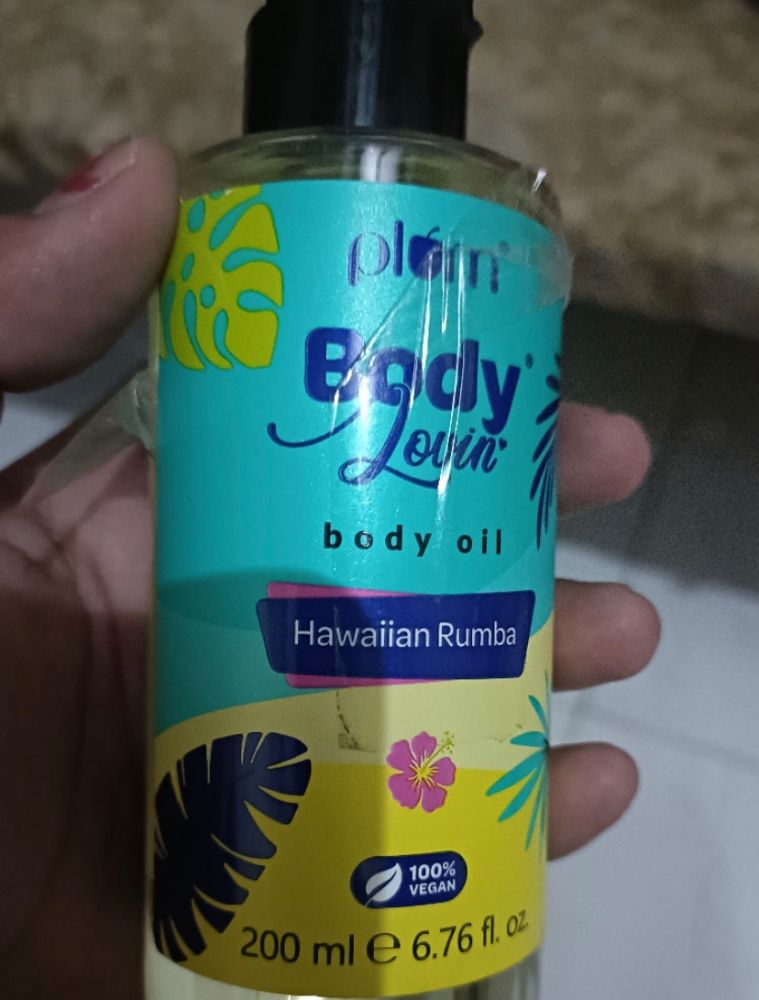 plum
Body
Lovin'
body oil
Hawaiian Rumba
100%
VEGAN
200 ml ℮ 6.76 fl. oz.